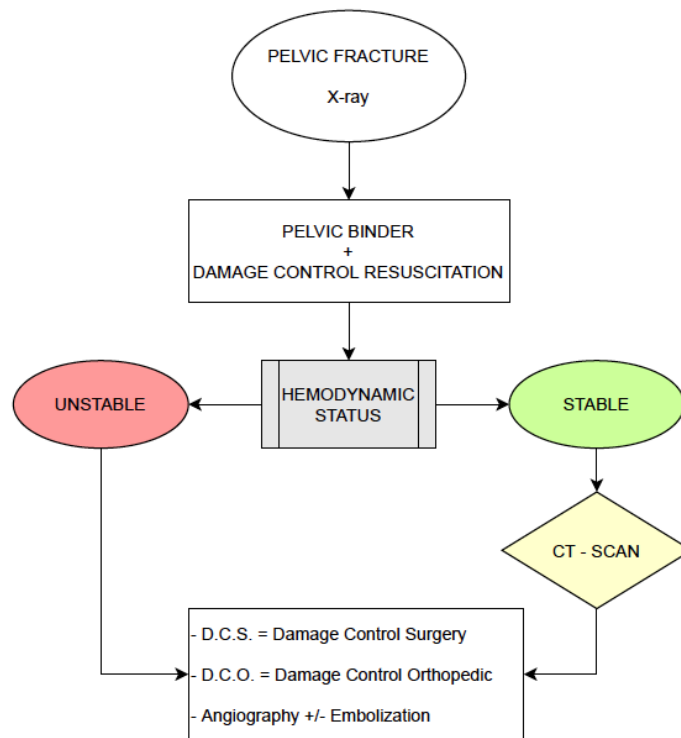 PELVIC FRACTURE
X-ray
PELVIC BINDER
+
DAMAGE CONTROL RESUSCITATION
HEMODYNAMIC
STATUS
UNSTABLE
STABLE
CT - SCAN
- D.C.S. = Damage Control Surgery
- D.C.O. = Damage Control Orthopedic
- Angiography +/- Embolization